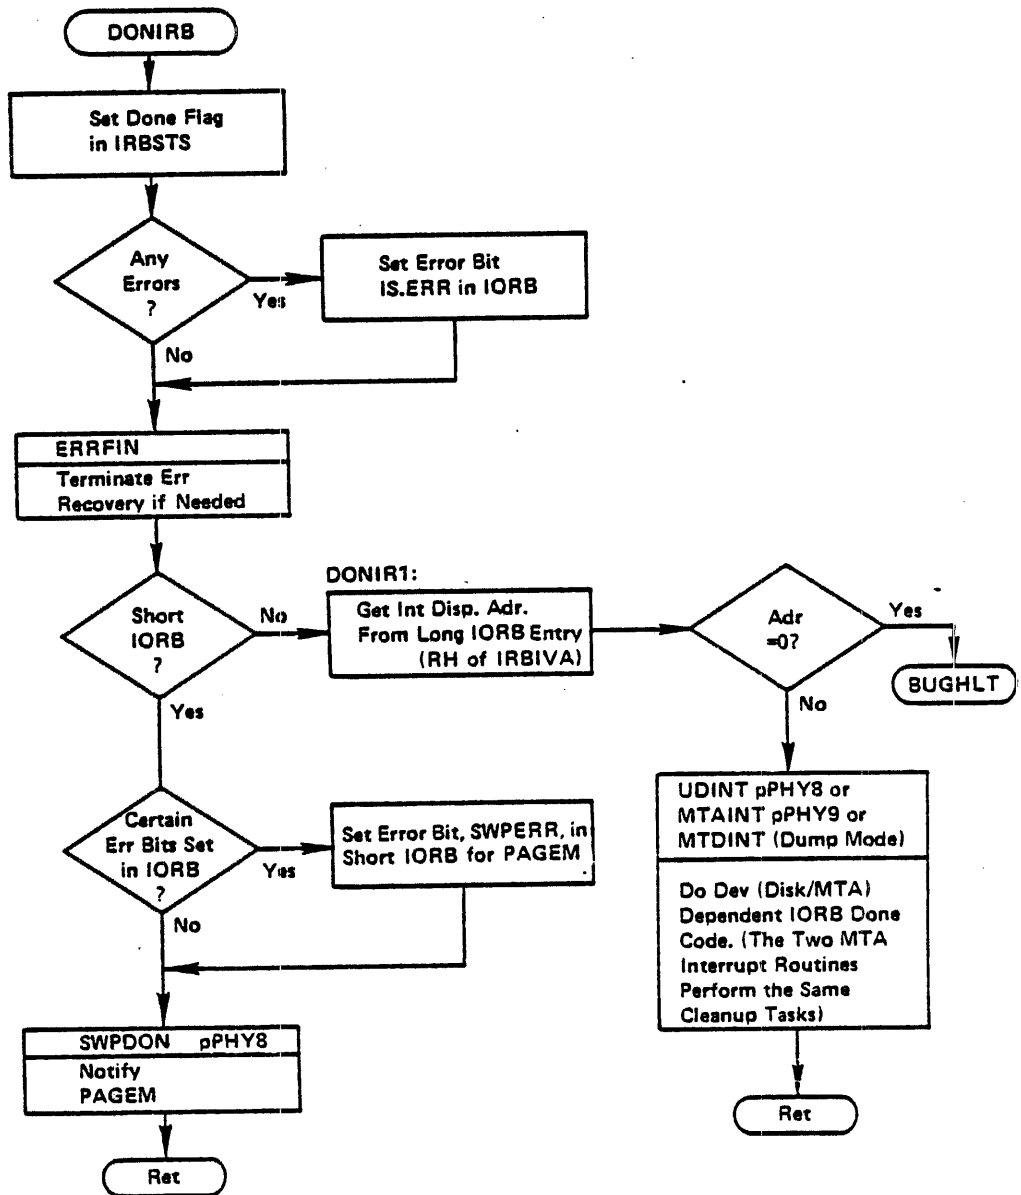 DONIRB
Set Done Flag
in IRBSTS
Any
Errors
?
Yes
Set Error Bit
IS.ERR in IORB
No
ERRFIN
Terminate Err
Recovery if Needed
Short
IORB
?
No
DONIR1:
Get Int Disp. Adr.
From Long IORB Entry
(RH of IRBIVA)
Adr
=0?
Yes
BUGHLT
No
Yes
UDINT pPHY8 or
MTAINT pPHY9 or
MTDINT (Dump Mode)
Do Dev (Disk/MTA)
Dependent IORB Done
Code. (The Two MTA
Interrupt Routines
Perform the Same
Cleanup Tasks)
Ret
Certain
Err Bits Set
in IORB
?
Yes
Set Error Bit, SWPERR, in
Short IORB for PAGEM
No
SWPDON pPHY8
Notify
PAGEM
Ret